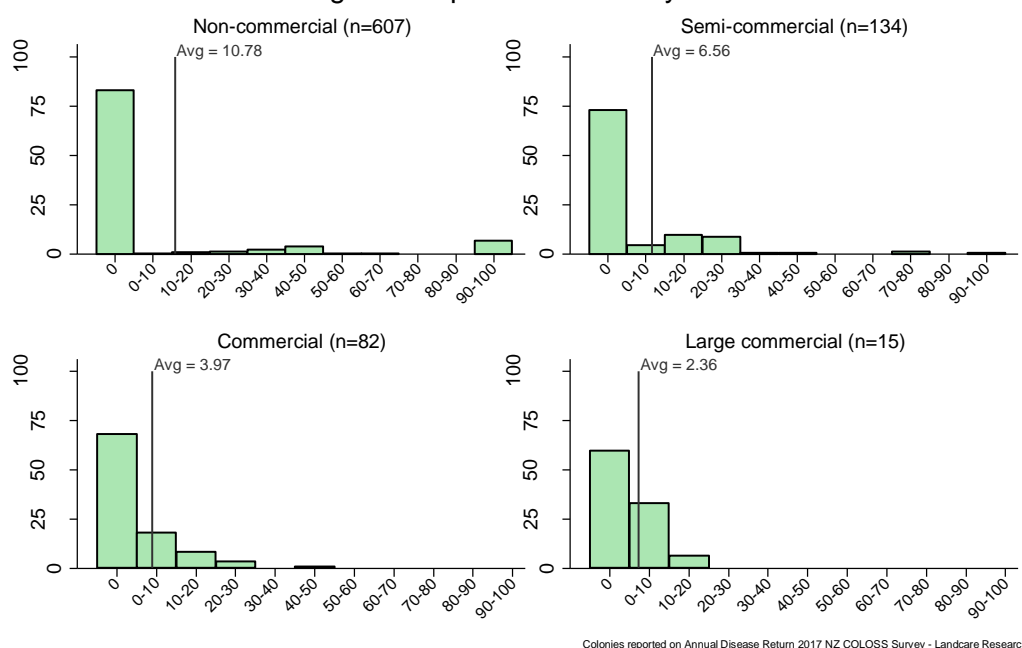 Non-commercial (n=607)
Avg = 10.78
100
75
50
25
0
0 0-10 10-20 20-30 30-40 40-50 50-60 60-70 70-80 80-90 90-100
Semi-commercial (n=134)
Avg = 6.56
100
75
50
25
0
0 0-10 10-20 20-30 30-40 40-50 50-60 60-70 70-80 80-90 90-100
Commercial (n=82)
Avg = 3.97
100
75
50
25
0
0 0-10 10-20 20-30 30-40 40-50 50-60 60-70 70-80 80-90 90-100
Large commercial (n=15)
Avg = 2.36
100
75
50
25
0
0 0-10 10-20 20-30 30-40 40-50 50-60 60-70 70-80 80-90 90-100
Colonies reported on Annual Disease Return 2017 NZ COLOSS Survey - Landcare Researc